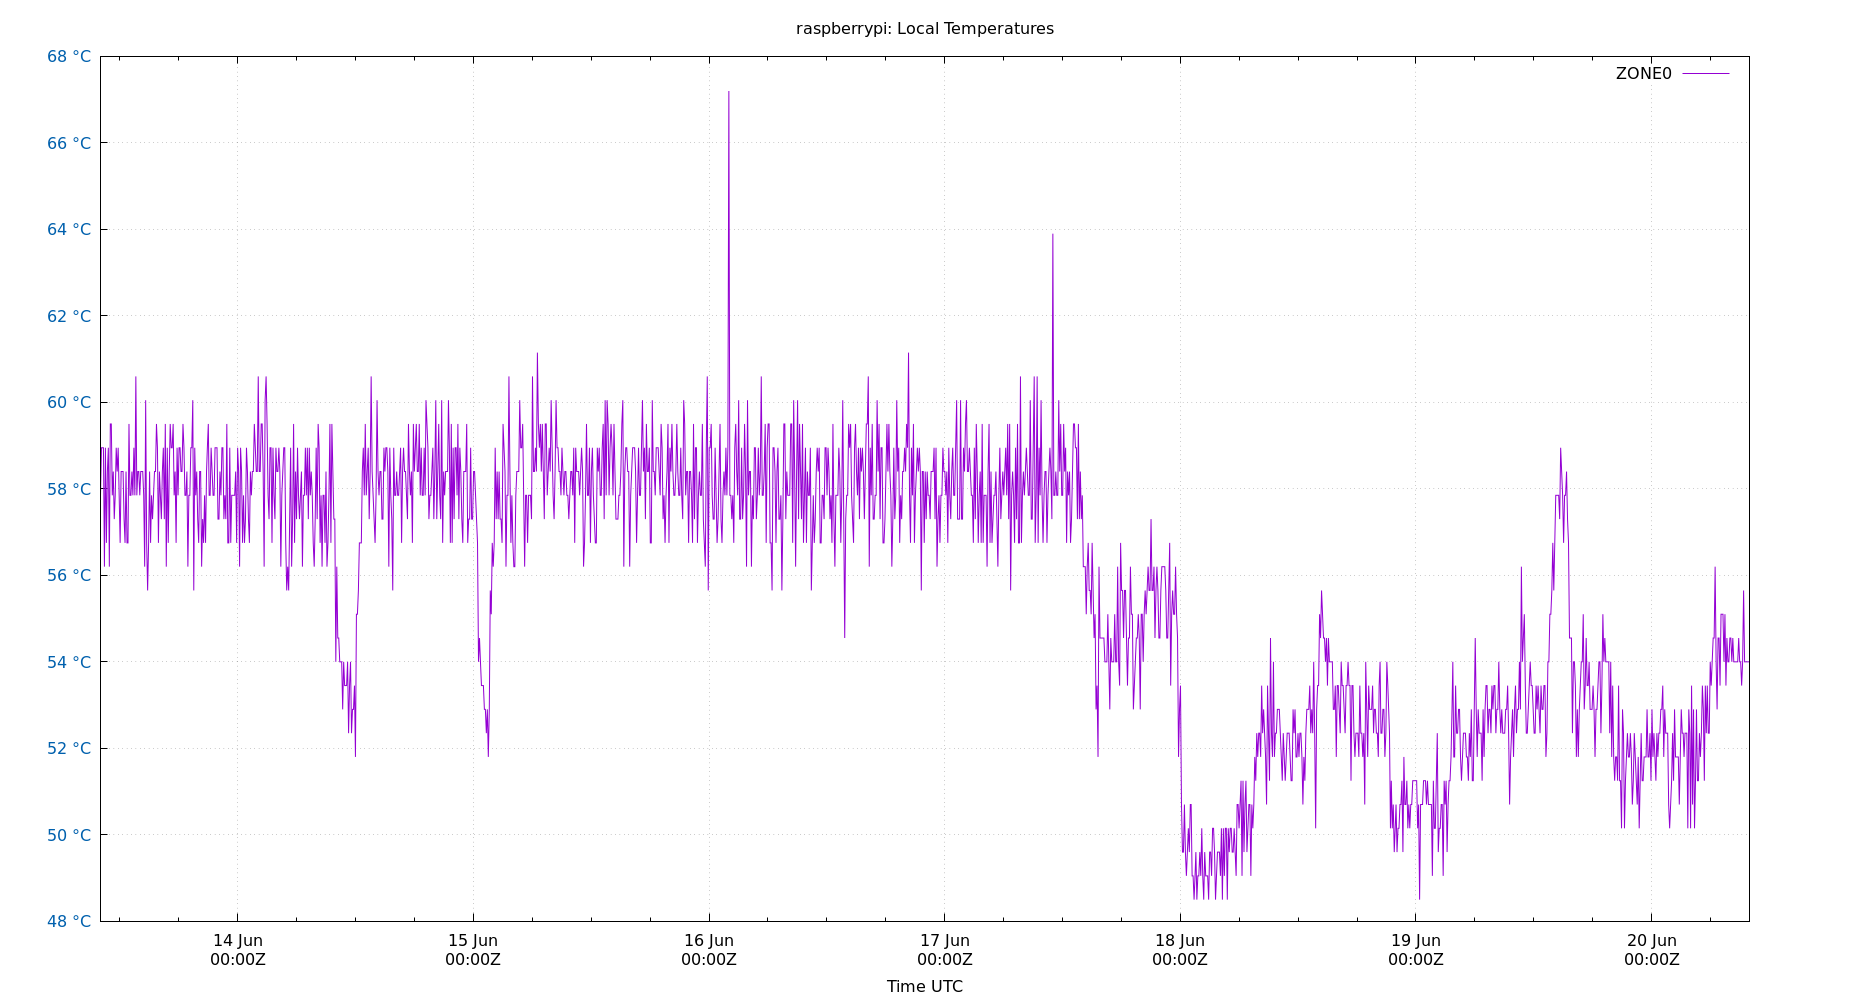 raspberrypi: Local Temperatures
ZONE0
68 °C
66 °C
64 °C
62 °C
60 °C
58 °C
56 °C
54 °C
52 °C
50 °C
48 °C
14 Jun
00:00Z
15 Jun
00:00Z
16 Jun
00:00Z
17 Jun
00:00Z
18 Jun
00:00Z
19 Jun
00:00Z
20 Jun
00:00Z
Time UTC